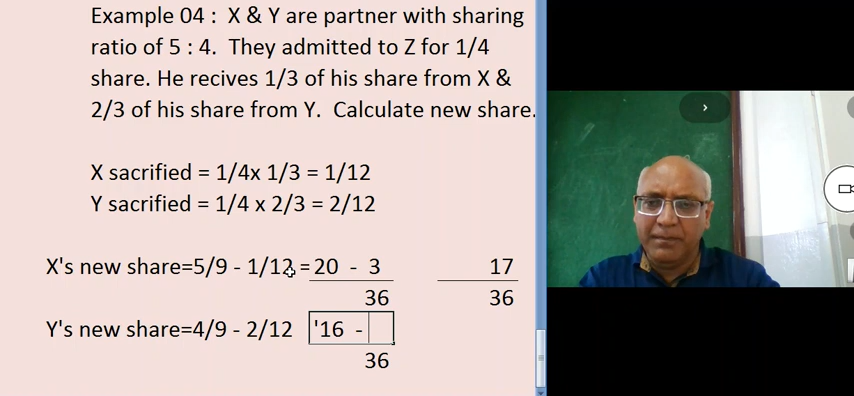 Example 04 : X & Y are partner with sharing
ratio of 5 : 4. They admitted to Z for 1/4
share. He recives 1/3 of his share from X &
2/3 of his share from Y. Calculate new share.
X sacrified = 1/4x 1/3 = 1/12
Y sacrified = 1/4 x 2/3 = 2/12
X's new share=5/9 - 1/12 = 20 - 3 17
36 36
Y's new share=4/9 - 2/12 '16 -
36